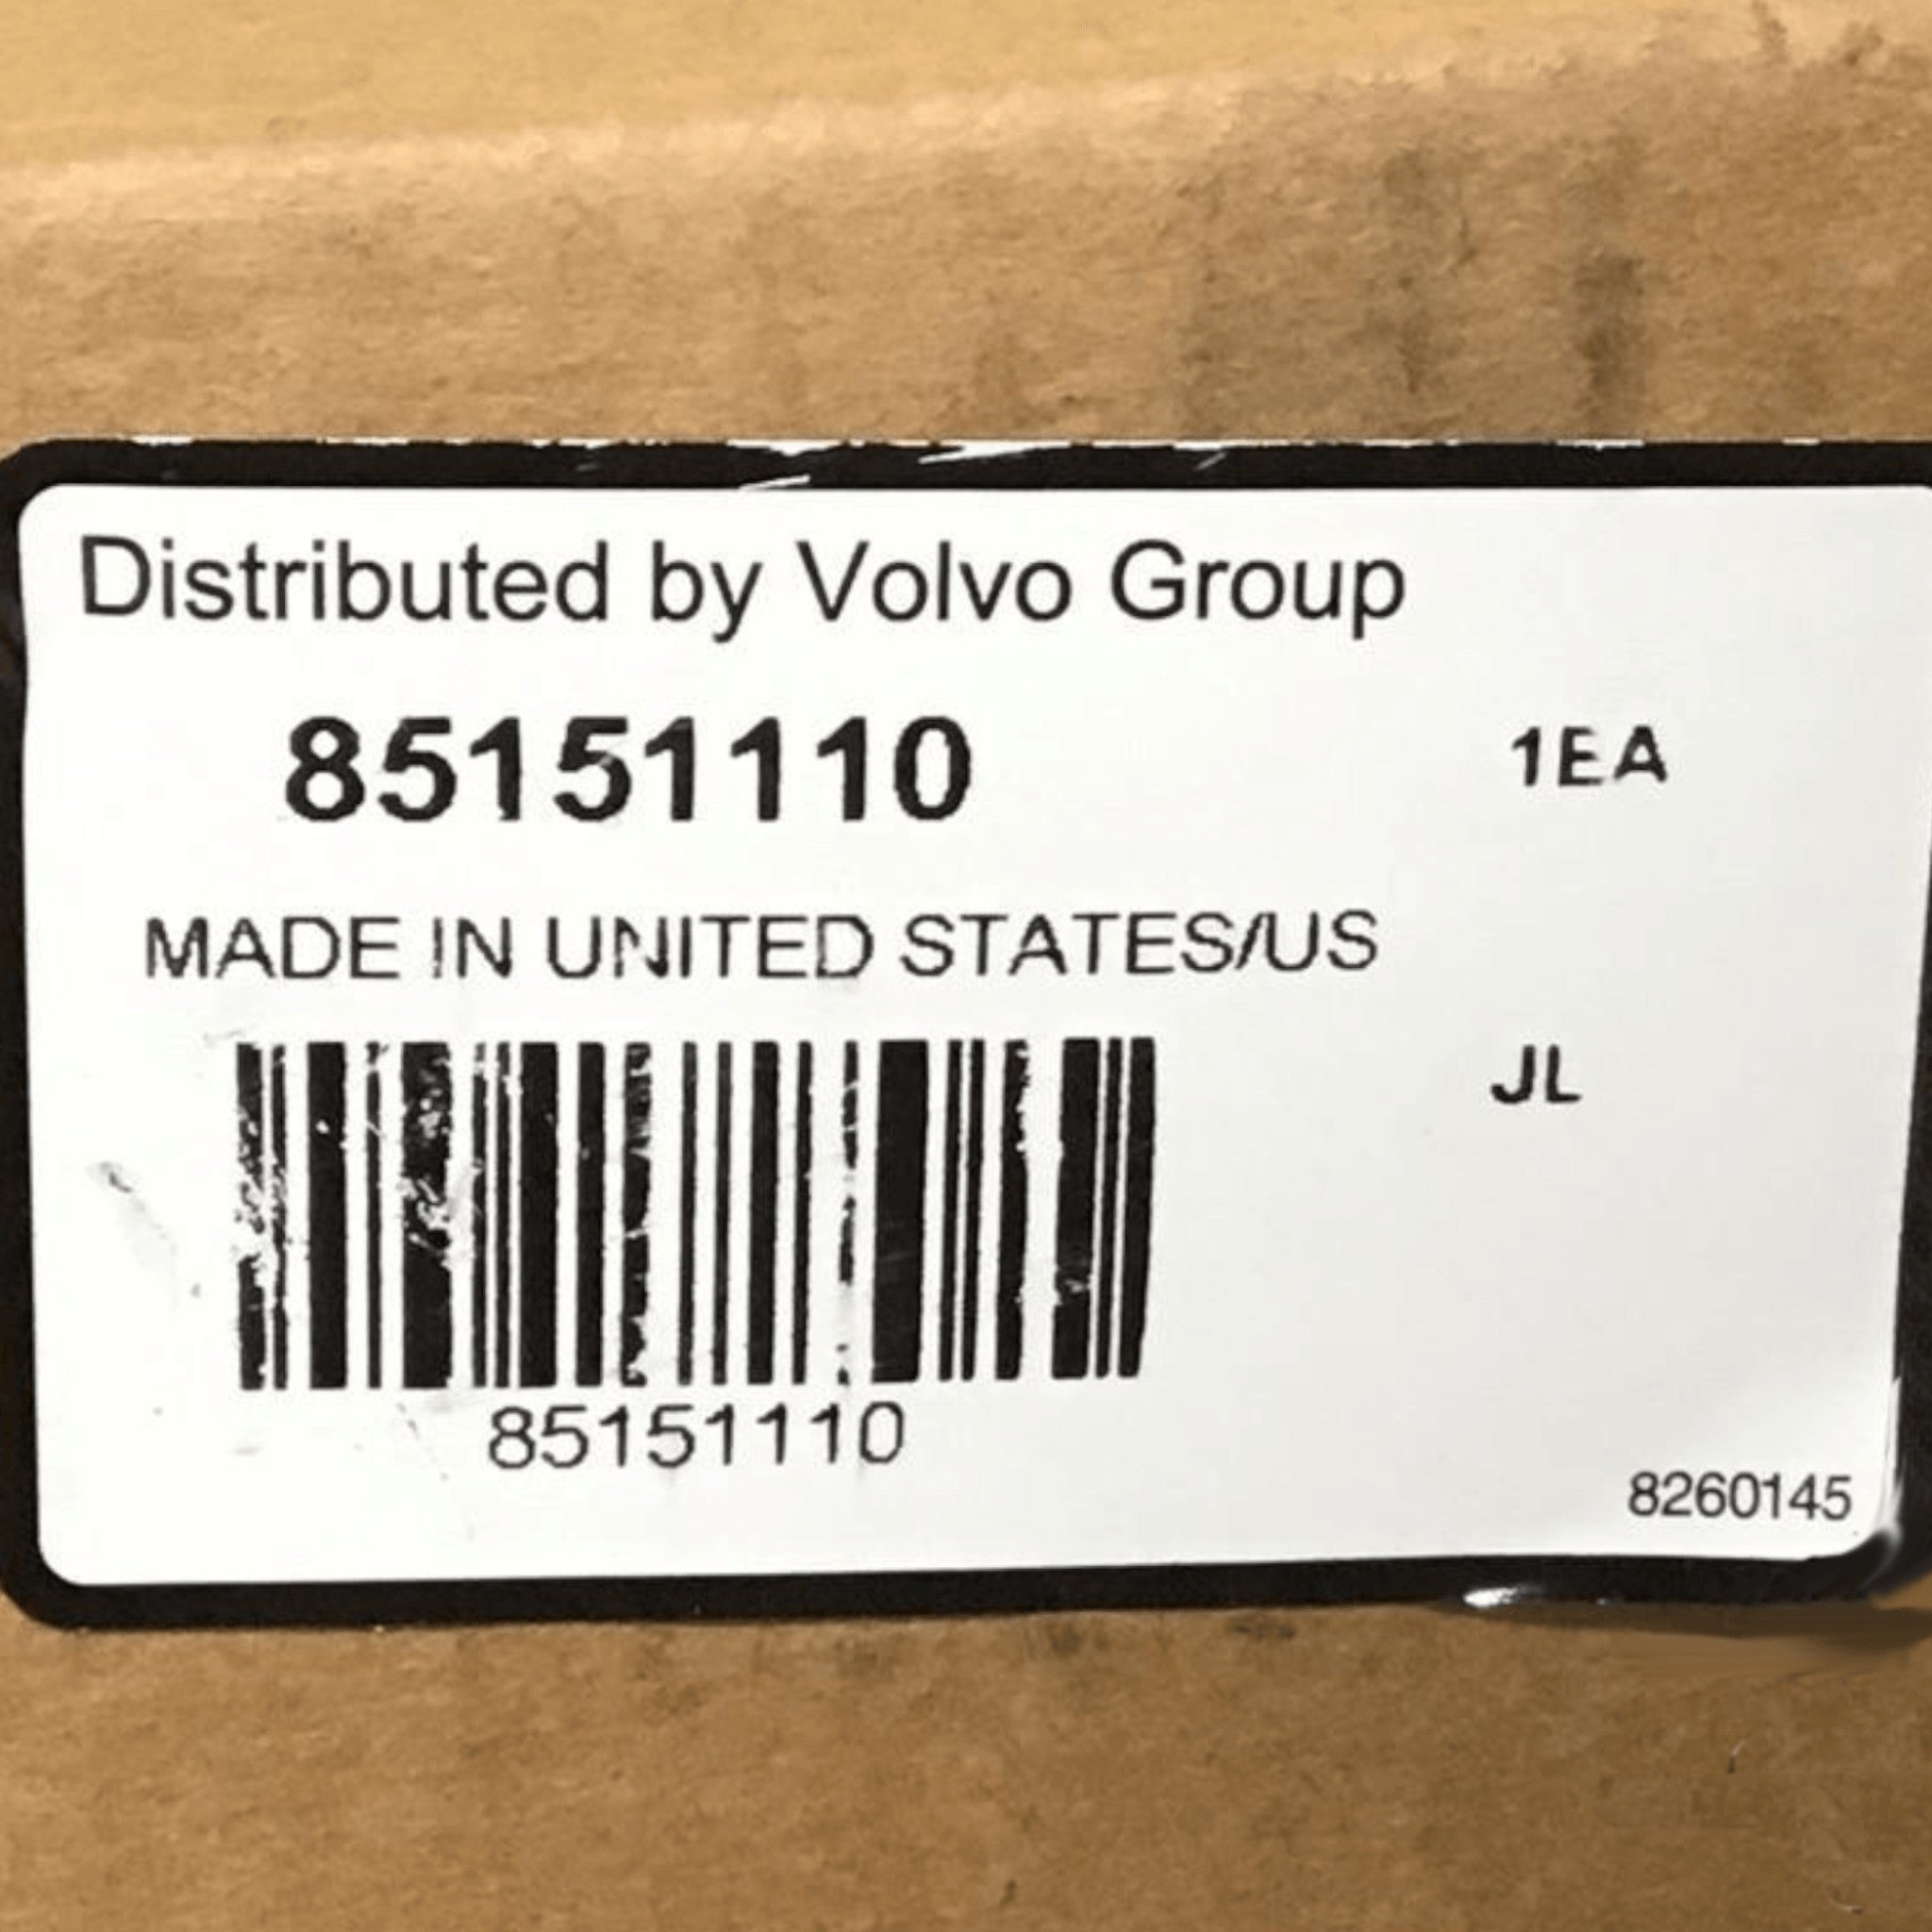 Distributed by Volvo Group
85151110 1EA
MADE IN UNITED STATES/US
JL
85151110
8260145